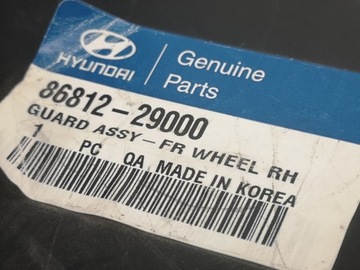 HYUNDAI
Genuine
Parts
86812-29000
GUARD ASSY-FR WHEEL RH
1 PC QA MADE IN KOREA